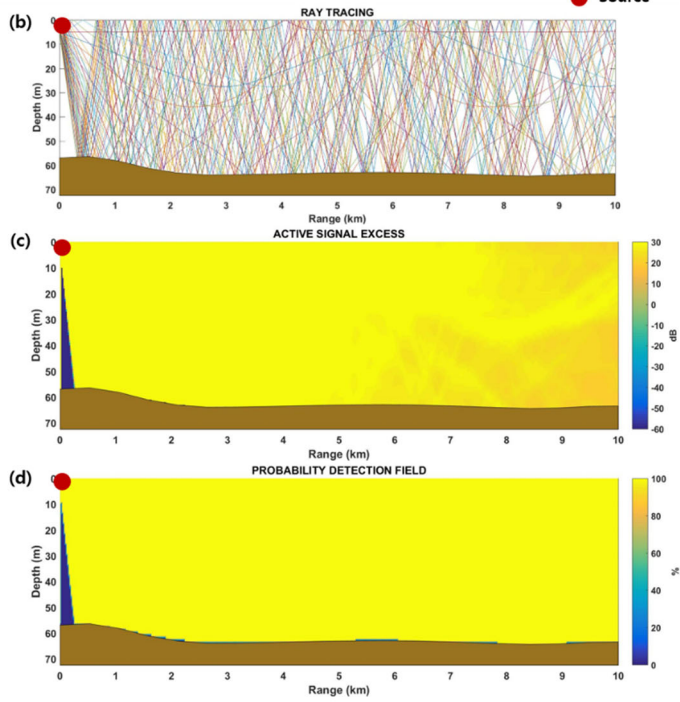 Source
(b)
RAY TRACING
0
10
20
30
40
50
60
70
Depth (m)
0 1 2 3 4 5 6 7 8 9 10
Range (km)
(c)
ACTIVE SIGNAL EXCESS
0
10
20
30
40
50
60
70
Depth (m)
0 1 2 3 4 5 6 7 8 9 10
Range (km)
30
20
10
0
-10
-20
-30
-40
-50
-60
dB
(d)
PROBABILITY DETECTION FIELD
0
10
20
30
40
50
60
70
Depth (m)
0 1 2 3 4 5 6 7 8 9 10
Range (km)
100
80
60
40
20
0
%